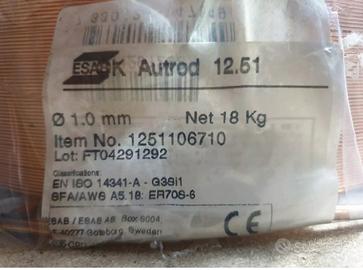 ESAB
OK Autrod 12.51
Ø 1.0 mm Net 18 Kg
Item No. 1251106710
Lot: FT04291292
Classifications:
EN ISO 14341-A - G3Si1
SFA/AWS A5.18: ER70S-6
ESAB / ESAB AB Box 8004
Göteborg, Sweden
CE